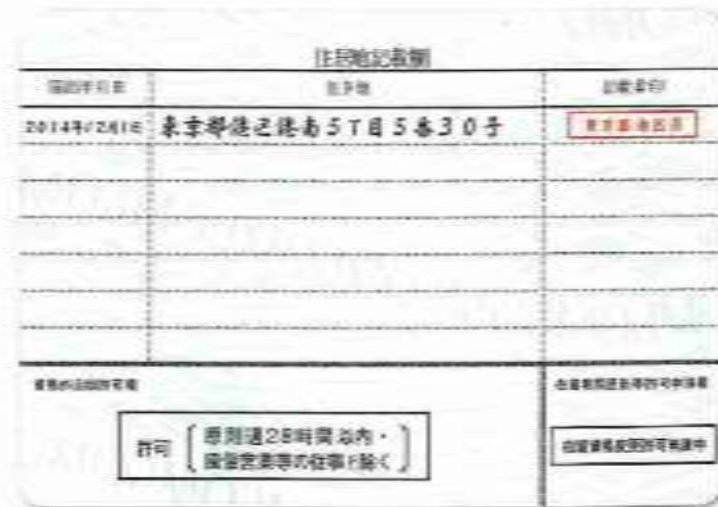 住居地記載欄
届出年月日 住居地 記載者印
2014年12月1日 東京都港区港南5丁目5番30号 東京都港区長
資格外活動許可欄 在留期間更新等許可申請欄
許可 原則週28時間以内・
風俗営業等の従事を除く
在留資格変更許可申請中